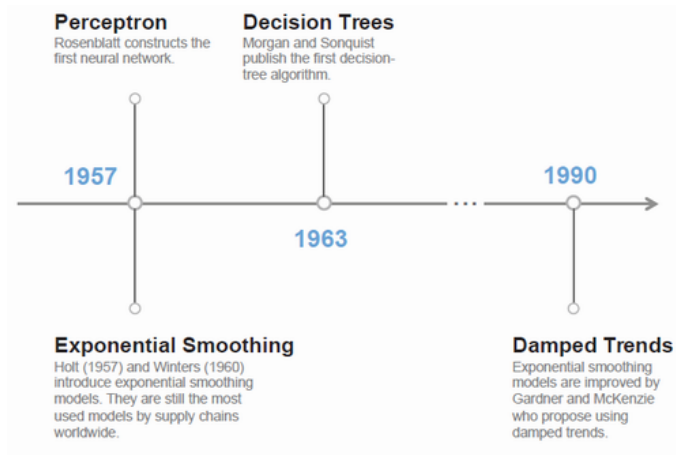 Perceptron
Rosenblatt constructs the
first neural network.
Decision Trees
Morgan and Sonquist
publish the first decision-
tree algorithm.
1957
1963
...
1990
Exponential Smoothing
Holt (1957) and Winters (1960)
introduce exponential smoothing
models. They are still the most
used models by supply chains
worldwide.
Damped Trends
Exponential smoothing
models are improved by
Gardner and McKenzie
who propose using
damped trends.